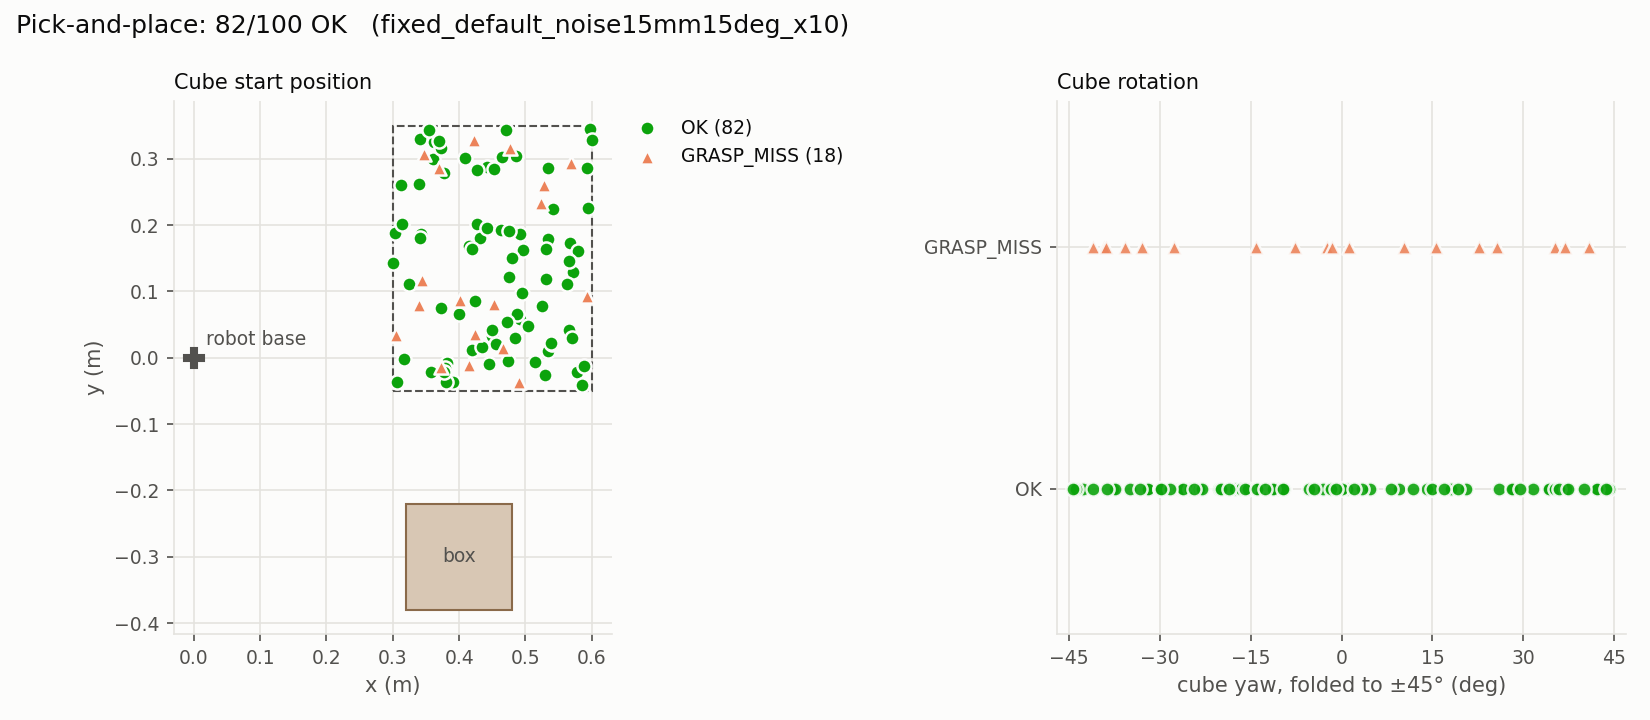 Pick-and-place: 82/100 OK (fixed_default_noise15mm15deg_x10)
Cube start position
OK (82)
GRASP_MISS (18)
0.3
0.2
0.1
0.0
−0.1
−0.2
−0.3
−0.4
y (m)
robot base
box
0.0 0.1 0.2 0.3 0.4 0.5 0.6
x (m)
Cube rotation
GRASP_MISS
OK
−45 −30 −15 0 15 30 45
cube yaw, folded to ±45° (deg)